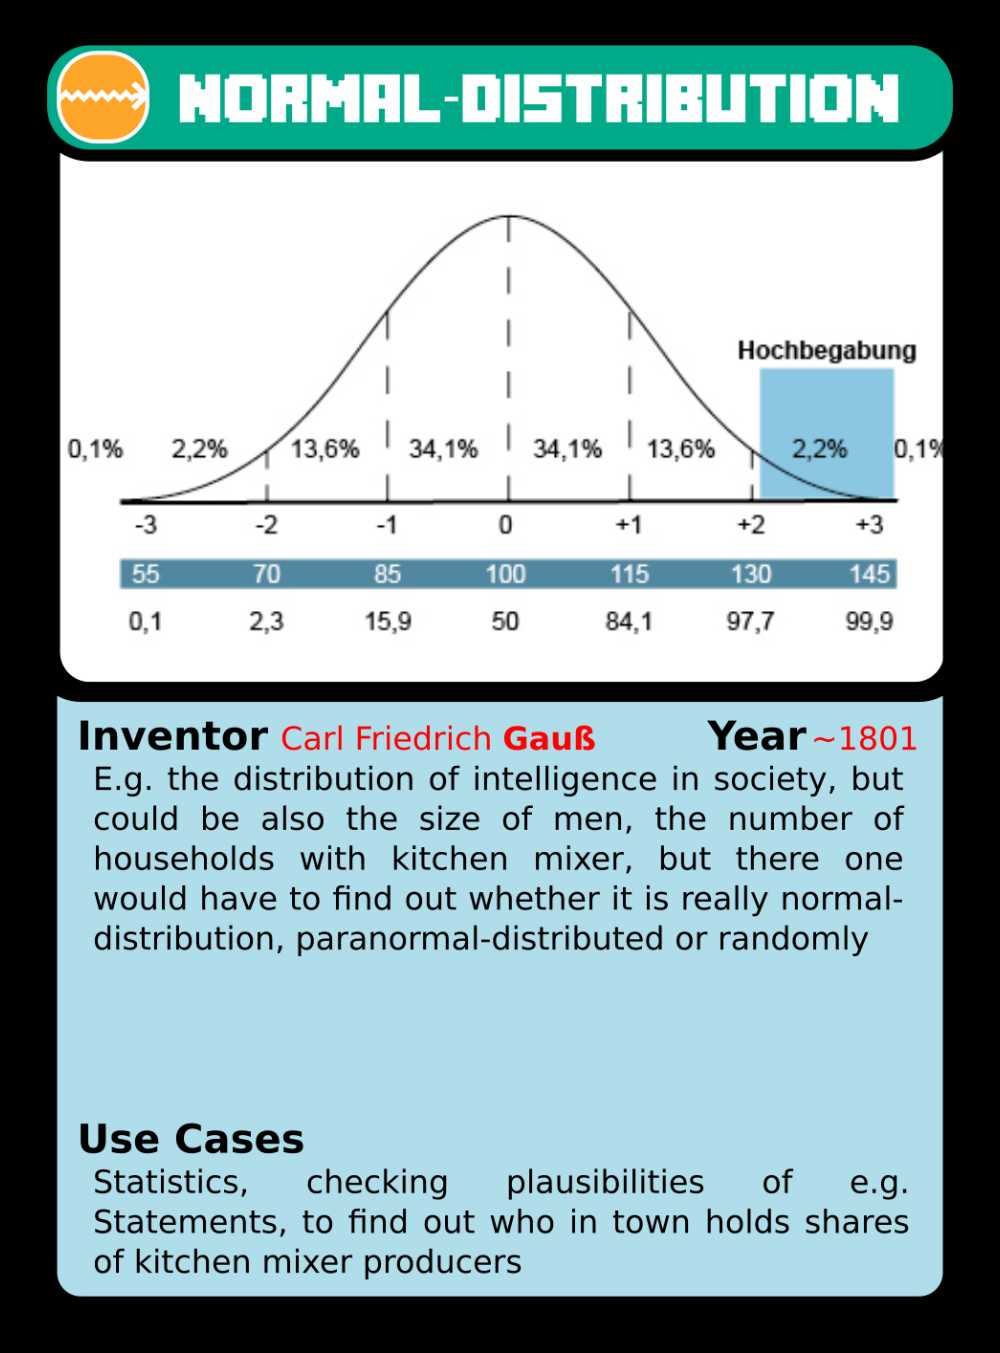 NORMAL-DISTRIBUTION
Hochbegabung
0,1% 2,2% 13,6% 34,1% 34,1% 13,6% 2,2% 0,1%
-3 -2 -1 0 +1 +2 +3
55 70 85 100 115 130 145
0,1 2,3 15,9 50 84,1 97,7 99,9
Inventor Carl Friedrich Gauß Year ~1801
E.g. the distribution of intelligence in society, but
could be also the size of men, the number of
households with kitchen mixer, but there one
would have to find out whether it is really normal-
distribution, paranormal-distributed or randomly
Use Cases
Statistics, checking plausibilities of e.g.
Statements, to find out who in town holds shares
of kitchen mixer producers